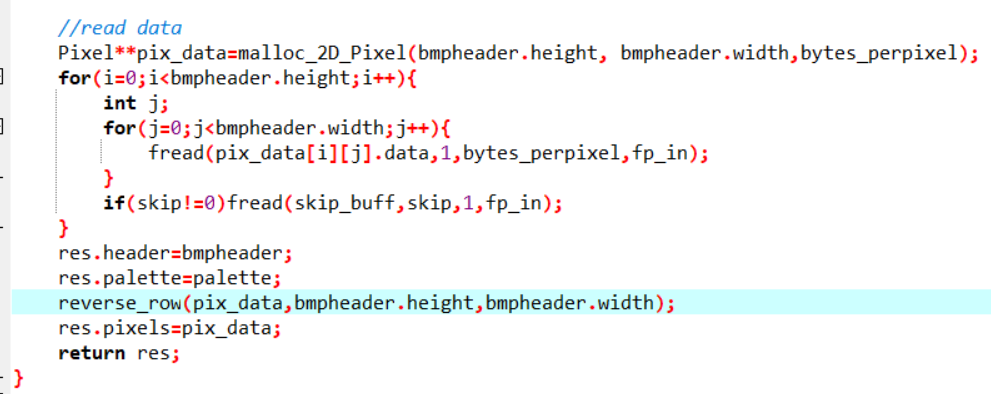 //read data
Pixel**pix_data=malloc_2D_Pixel(bmpheader.height, bmpheader.width,bytes_perpixel);
for(i=0;i<bmpheader.height;i++){
int j;
for(j=0;j<bmpheader.width;j++){
fread(pix_data[i][j].data,1,bytes_perpixel,fp_in);
}
if(skip!=0)fread(skip_buff,skip,1,fp_in);
}
res.header=bmpheader;
res.palette=palette;
reverse_row(pix_data,bmpheader.height,bmpheader.width);
res.pixels=pix_data;
return res;
}